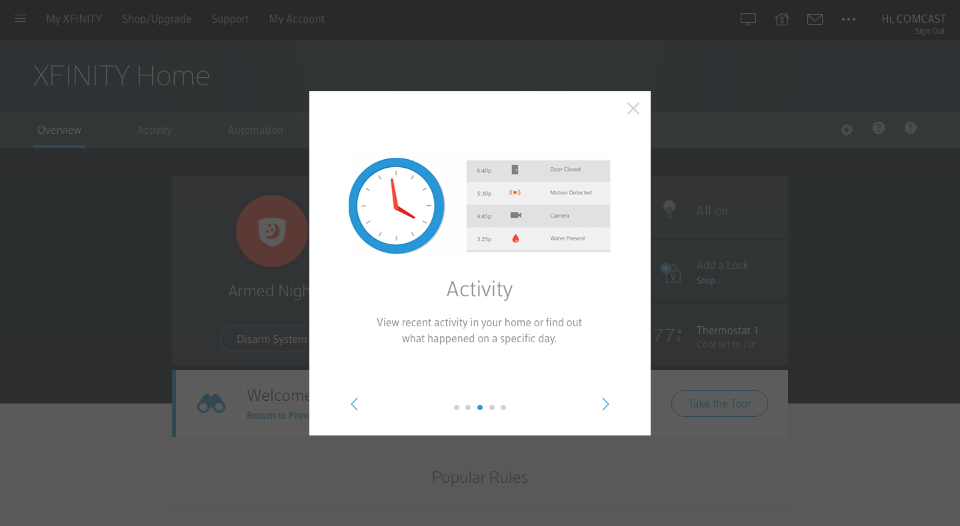 My XFINITY Shop/Upgrade Support My Account
Hi, COMCAST
Sign Out
XFINITY Home
Overview Activity Automation
6:40p Door Closed
5:30p Motion Detected
4:45p Camera
3:25p Water Present
Armed Nigh
Disarm System
All
Add a Lock
Shop >
77°
Thermostat 1
Cool set to 70°
Activity
View recent activity in your home or find out
what happened on a specific day.
Welcome
Return to Prev
Take the Tour
Popular Rules